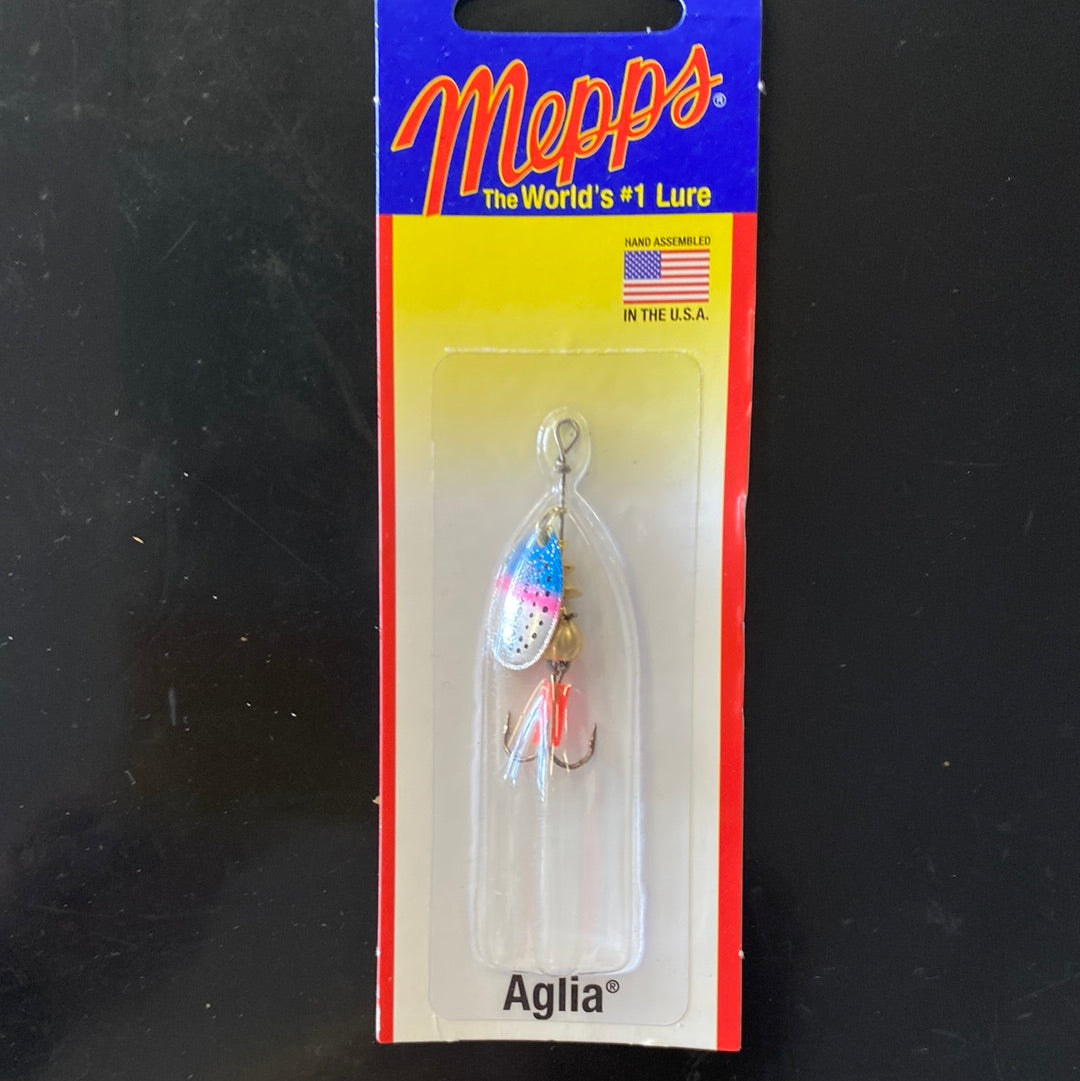 Mepps®
The World's #1 Lure
HAND ASSEMBLED
IN THE U.S.A.
Aglia®